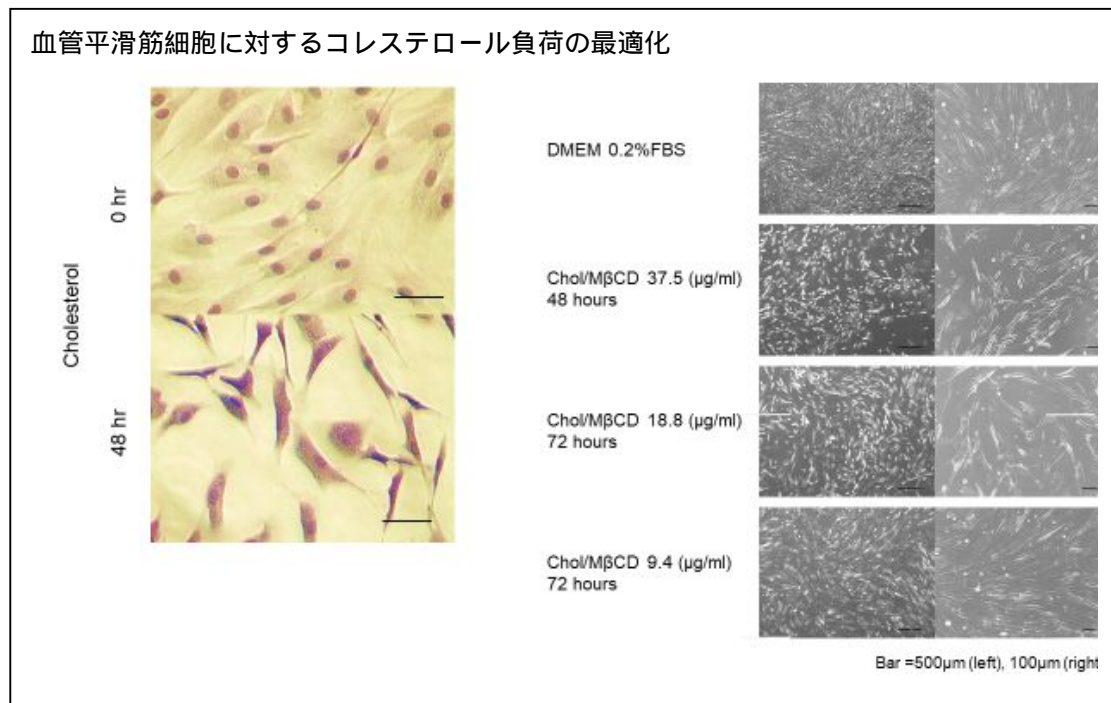 血管平滑筋細胞に対するコレステロール負荷の最適化
Cholesterol
0 hr
48 hr
DMEM 0.2%FBS
Chol/MβCD 37.5 (μg/ml)
48 hours
Chol/MβCD 18.8 (μg/ml)
72 hours
Chol/MβCD 9.4 (μg/ml)
72 hours
Bar =500μm (left), 100μm (right